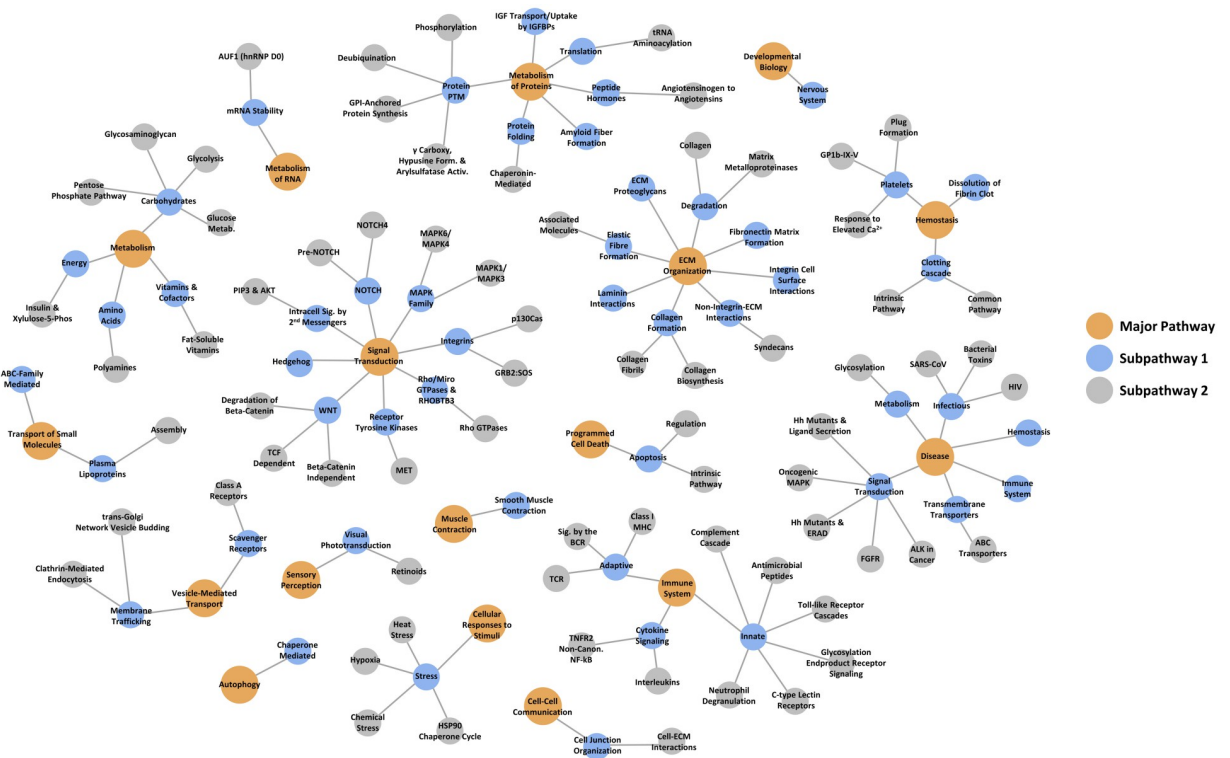 IGF Transport/Uptake
by IGFBPs
Phosphorylation
tRNA
Aminoacylation
Translation
AUF1 (hnRNP D0)
Deubiquination
Metabolism
of Proteins
Developmental
Biology
Protein
PTM
Peptide
Hormones
Angiotensinogen to
Angiotensins
Nervous
System
GPI-Anchored
Protein Synthesis
mRNA Stability
Protein
Folding
Amyloid Fiber
Formation
γ Carboxy,
Hypusine Form. &
Arylsulfatase Activ.
Chaperonin-
Mediated
Metabolism
of RNA
Glycosaminoglycan
Glycolysis
Pentose
Phosphate Pathway
Carbohydrates
Glucose
Metab.
Metabolism
Energy
Vitamins &
Cofactors
Insulin &
Xylulose-5-Phos
Amino
Acids
Fat-Soluble
Vitamins
Polyamines
Collagen
Matrix
Metalloproteinases
ECM
Proteoglycans
Degradation
Associated
Molecules
Elastic
Fibre
Formation
Fibronectin Matrix
Formation
ECM
Organization
Integrin Cell
Surface
Interactions
Laminin
Interactions
Non-Integrin-ECM
Interactions
Collagen
Formation
Syndecans
Collagen
Fibrils
Collagen
Biosynthesis
Plug
Formation
GP1b-IX-V
Platelets
Dissolution of
Fibrin Clot
Response to
Elevated Ca²⁺
Hemostasis
Clotting
Cascade
Intrinsic
Pathway
Common
Pathway
Major Pathway
Subpathway 1
Subpathway 2
NOTCH4
MAPK6/
MAPK4
Pre-NOTCH
MAPK1/
MAPK3
PIP3 & AKT
NOTCH
MAPK
Family
Intracell Sig. by
2nd Messengers
p130Cas
Integrins
Signal
Transduction
Hedgehog
GRB2:SOS
Rho/Miro
GTPases &
RHOBTB3
Degradation of
Beta-Catenin
WNT
Receptor
Tyrosine Kinases
Rho GTPases
TCF
Dependent
Beta-Catenin
Independent
MET
ABC-Family
Mediated
Transport of Small
Molecules
Assembly
Plasma
Lipoproteins
Programmed
Cell Death
Regulation
Apoptosis
Intrinsic
Pathway
Glycosylation
SARS-CoV
Bacterial
Toxins
HIV
Metabolism
Infectious
Hh Mutants &
Ligand Secretion
Hemostasis
Disease
Oncogenic
MAPK
Signal
Transduction
Immune
System
Transmembrane
Transporters
Hh Mutants &
ERAD
FGFR
ALK in
Cancer
ABC
Transporters
Class A
Receptors
trans-Golgi
Network Vesicle Budding
Scavenger
Receptors
Clathrin-Mediated
Endocytosis
Vesicle-Mediated
Transport
Membrane
Trafficking
Smooth Muscle
Contraction
Muscle
Contraction
Visual
Phototransduction
Sensory
Perception
Retinoids
Class I
MHC
Sig. by the
BCR
Complement
Cascade
TCR
Adaptive
Immune
System
Antimicrobial
Peptides
Toll-like Receptor
Cascades
Cytokine
Signaling
Innate
TNFR2
Non-Canon.
NF-kB
Glycosylation
Endproduct Receptor
Signaling
Interleukins
Neutrophil
Degranulation
C-type Lectin
Receptors
Chaperone
Mediated
Autophogy
Heat
Stress
Cellular
Responses to
Stimuli
Hypoxia
Stress
Chemical
Stress
HSP90
Chaperone Cycle
Cell-Cell
Communication
Cell Junction
Organization
Cell-ECM
Interactions